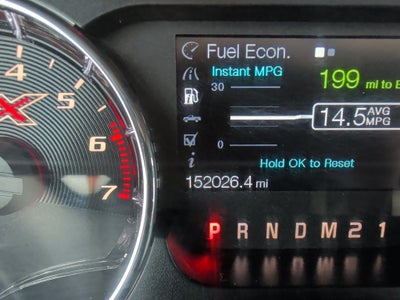 4
5
6
7
X
Fuel Econ.
Instant MPG
30
199 mi to E
14.5 AVG MPG
0
Hold OK to Reset
152026.4 mi
P R N D M 2 1